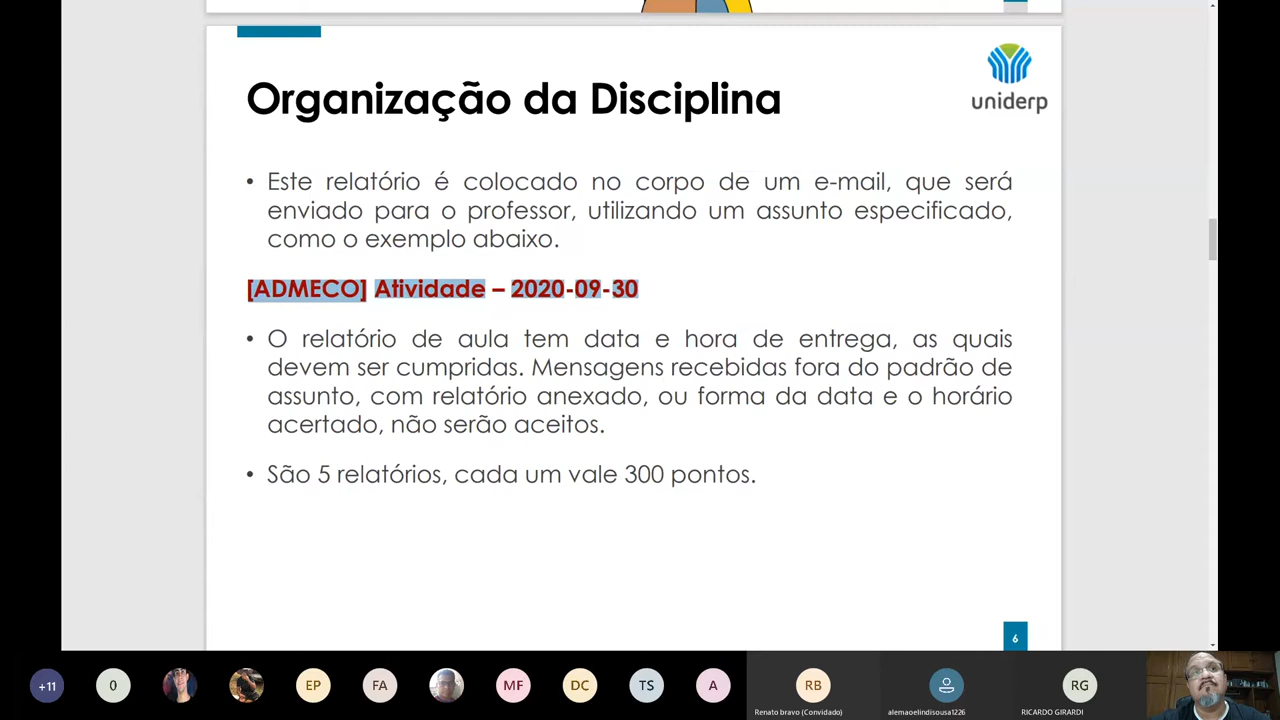 Organização da Disciplina
uniderp
• Este relatório é colocado no corpo de um e-mail, que será
enviado para o professor, utilizando um assunto especificado,
como o exemplo abaixo.
[ADMECO] Atividade – 2020-09-30
• O relatório de aula tem data e hora de entrega, as quais
devem ser cumpridas. Mensagens recebidas fora do padrão de
assunto, com relatório anexado, ou forma da data e o horário
acertado, não serão aceitos.
• São 5 relatórios, cada um vale 300 pontos.
6
+11
0
EP
FA
MF
DC
TS
A
RB
RG
Renato bravo (Convidado)
alemaoelindisousa1226
RICARDO GIRARDI